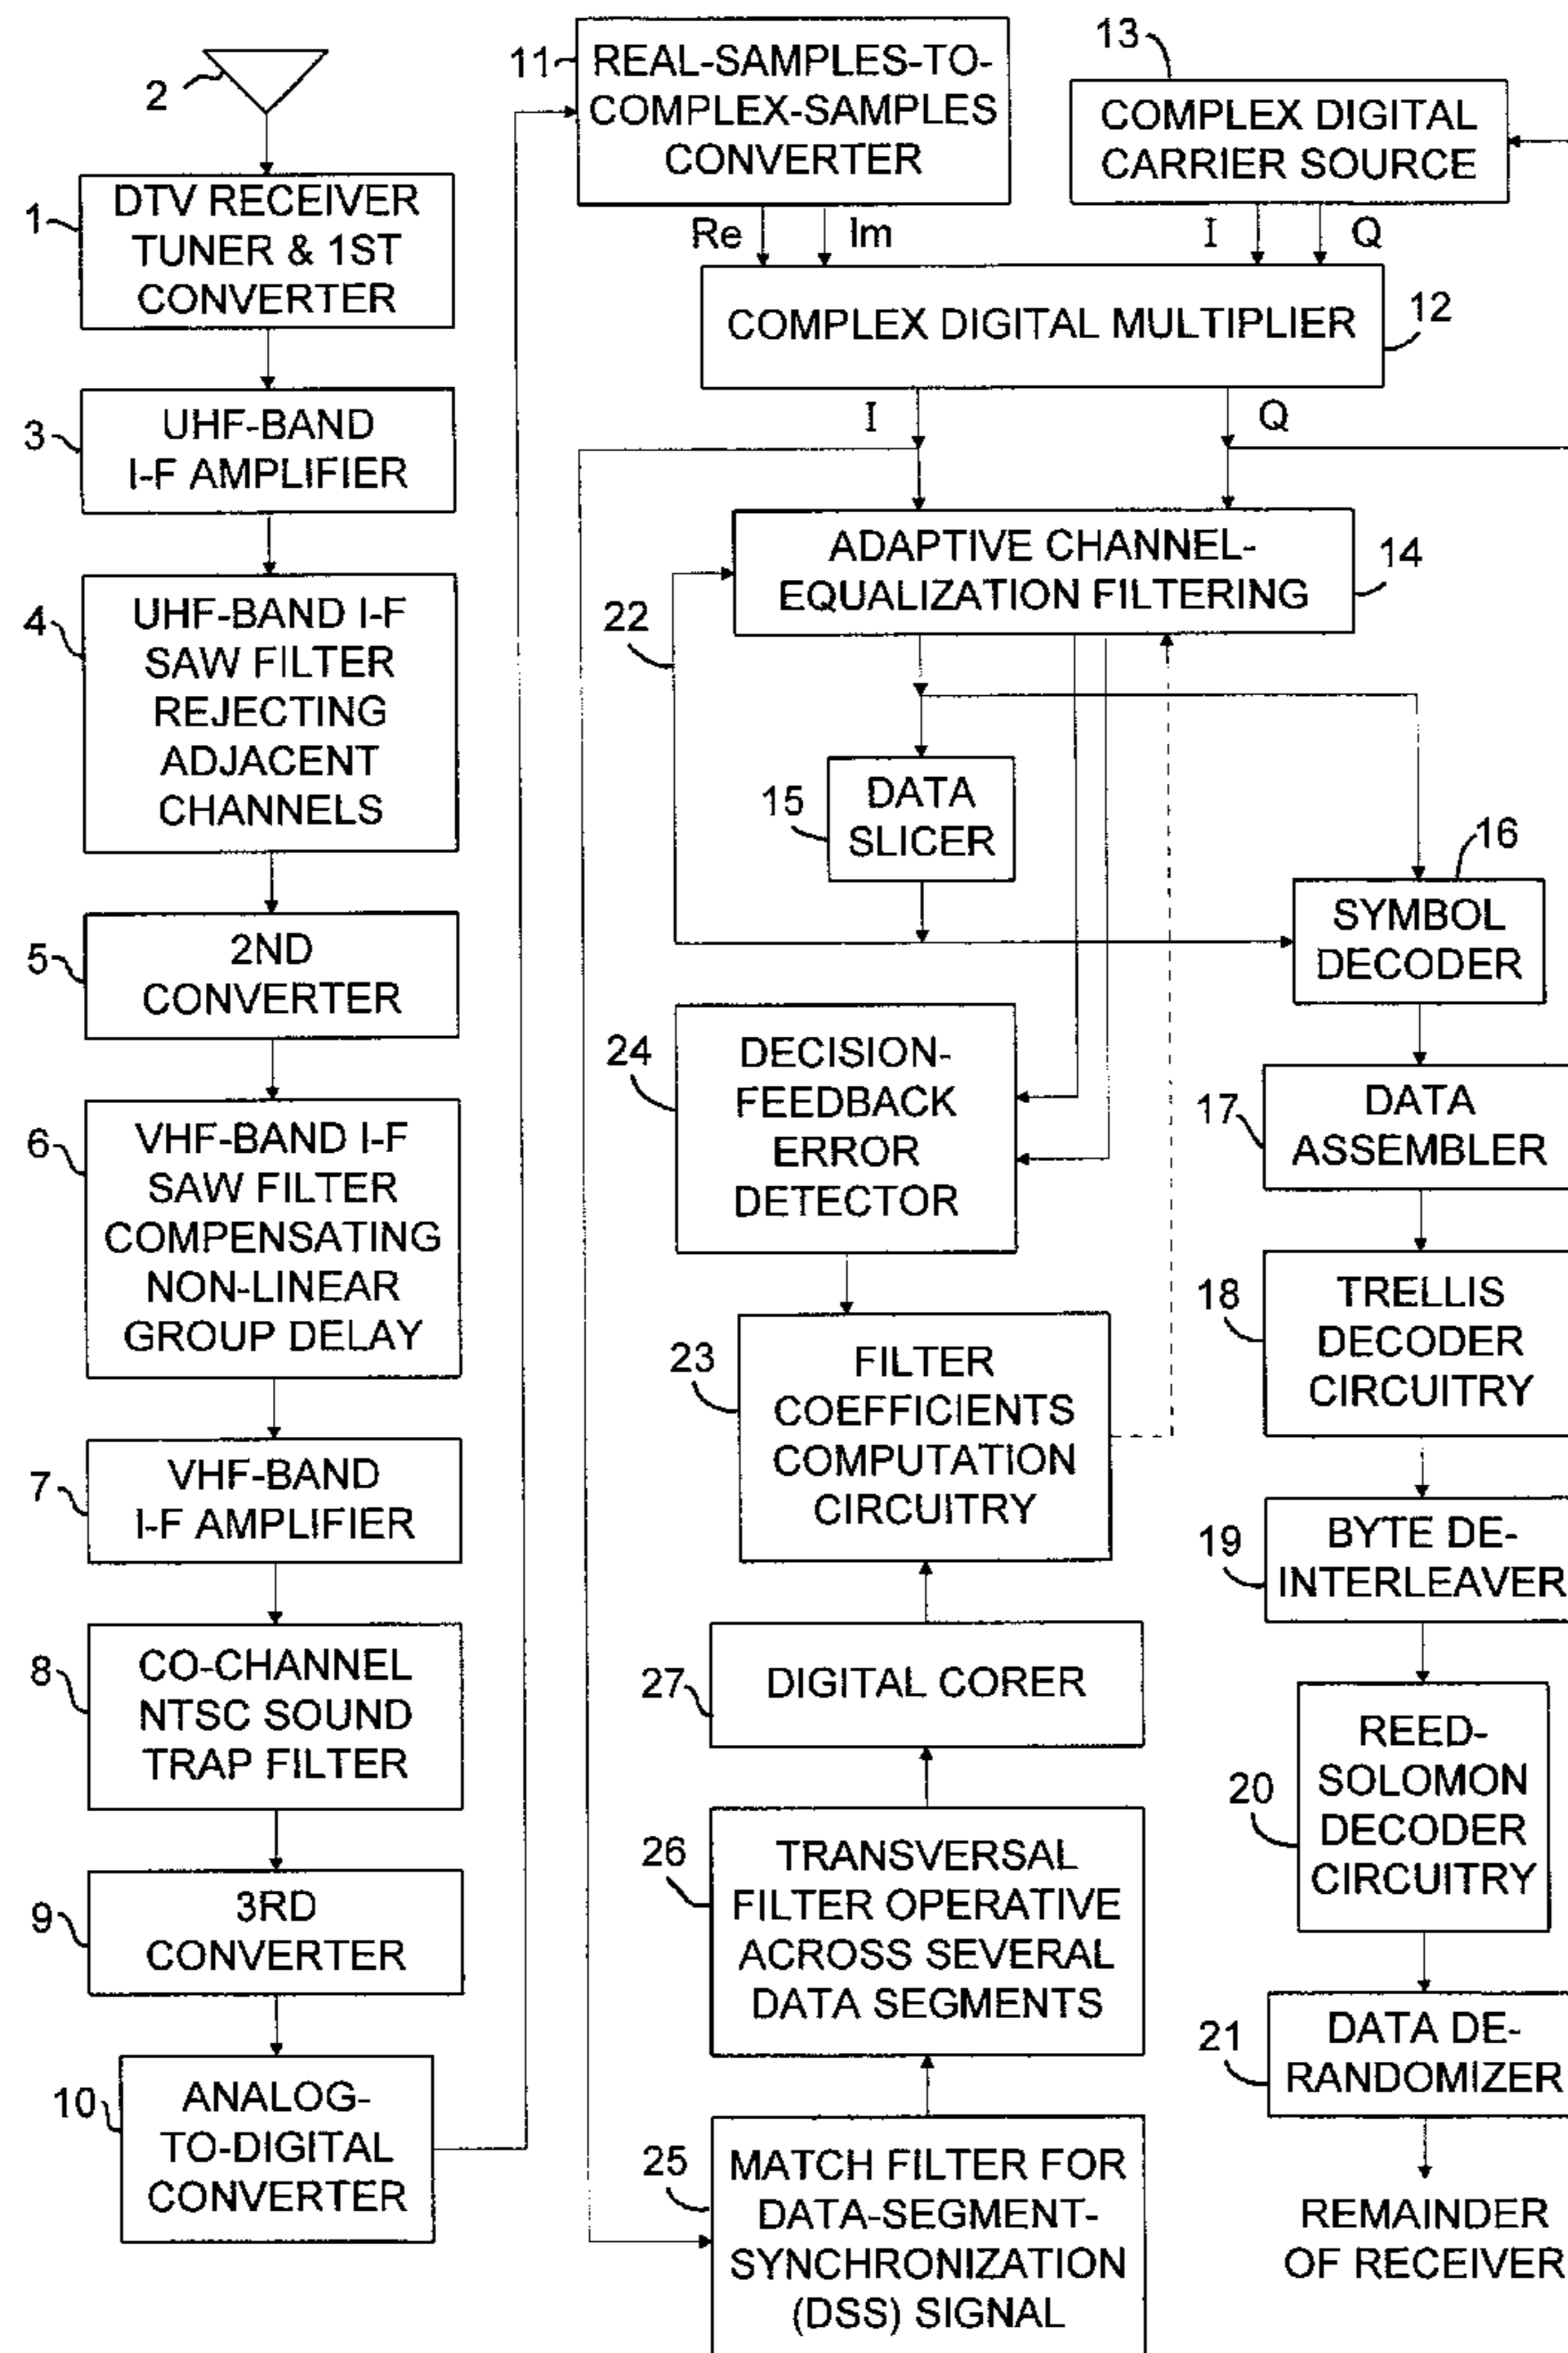 2
1
DTV RECEIVER
TUNER & 1ST
CONVERTER
3
UHF-BAND
I-F AMPLIFIER
4
UHF-BAND I-F
SAW FILTER
REJECTING
ADJACENT
CHANNELS
5
2ND
CONVERTER
6
VHF-BAND I-F
SAW FILTER
COMPENSATING
NON-LINEAR
GROUP DELAY
7
VHF-BAND
I-F AMPLIFIER
8
CO-CHANNEL
NTSC SOUND
TRAP FILTER
9
3RD
CONVERTER
10
ANALOG-
TO-DIGITAL
CONVERTER
11
REAL-SAMPLES-TO-
COMPLEX-SAMPLES
CONVERTER
13
COMPLEX DIGITAL
CARRIER SOURCE
Re
Im
I
Q
COMPLEX DIGITAL MULTIPLIER
12
I
Q
ADAPTIVE CHANNEL-
EQUALIZATION FILTERING
14
22
15
DATA
SLICER
16
SYMBOL
DECODER
24
DECISION-
FEEDBACK
ERROR
DETECTOR
17
DATA
ASSEMBLER
23
FILTER
COEFFICIENTS
COMPUTATION
CIRCUITRY
18
TRELLIS
DECODER
CIRCUITRY
19
BYTE DE-
INTERLEAVER
27
DIGITAL CORER
20
REED-
SOLOMON
DECODER
CIRCUITRY
26
TRANSVERSAL
FILTER OPERATIVE
ACROSS SEVERAL
DATA SEGMENTS
21
DATA DE-
RANDOMIZER
25
MATCH FILTER FOR
DATA-SEGMENT-
SYNCHRONIZATION
(DSS) SIGNAL
REMAINDER
OF RECEIVER